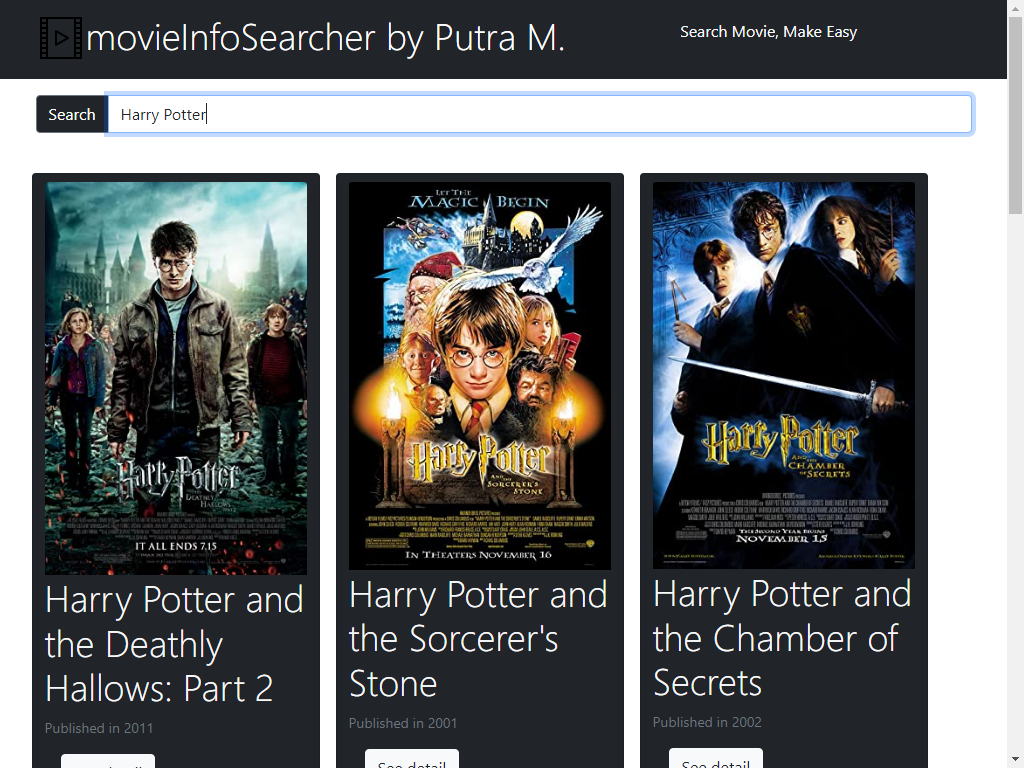 movieInfoSearcher by Putra M.
Search Movie, Make Easy
Search
Harry Potter
Harry Potter
DEATHLY
HALLOWS
IT ALL ENDS 7.15
Harry Potter and
the Deathly
Hallows: Part 2
Published in 2011
LET THE
MAGIC BEGIN
Harry Potter
AND THE
SORCERER'S
STONE
IN THEATERS NOVEMBER 16
Harry Potter and
the Sorcerer's
Stone
Published in 2001
See detail
Harry Potter
AND THE
CHAMBER OF
SECRETS
THE SECOND YEAR BEGINS
NOVEMBER 15
Harry Potter and
the Chamber of
Secrets
Published in 2002
See detail